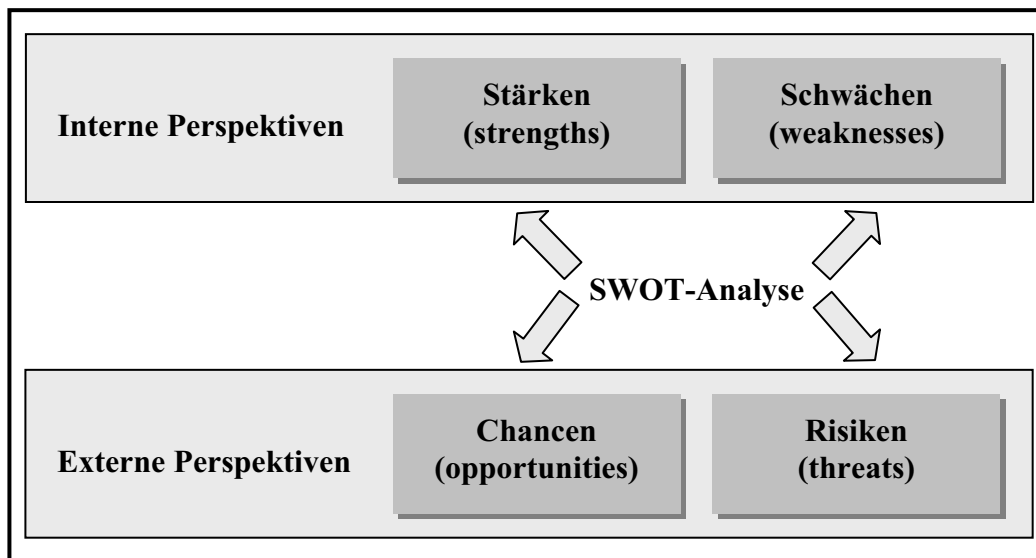 Interne Perspektiven
Stärken
(strengths)
Schwächen
(weaknesses)
SWOT-Analyse
Externe Perspektiven
Chancen
(opportunities)
Risiken
(threats)